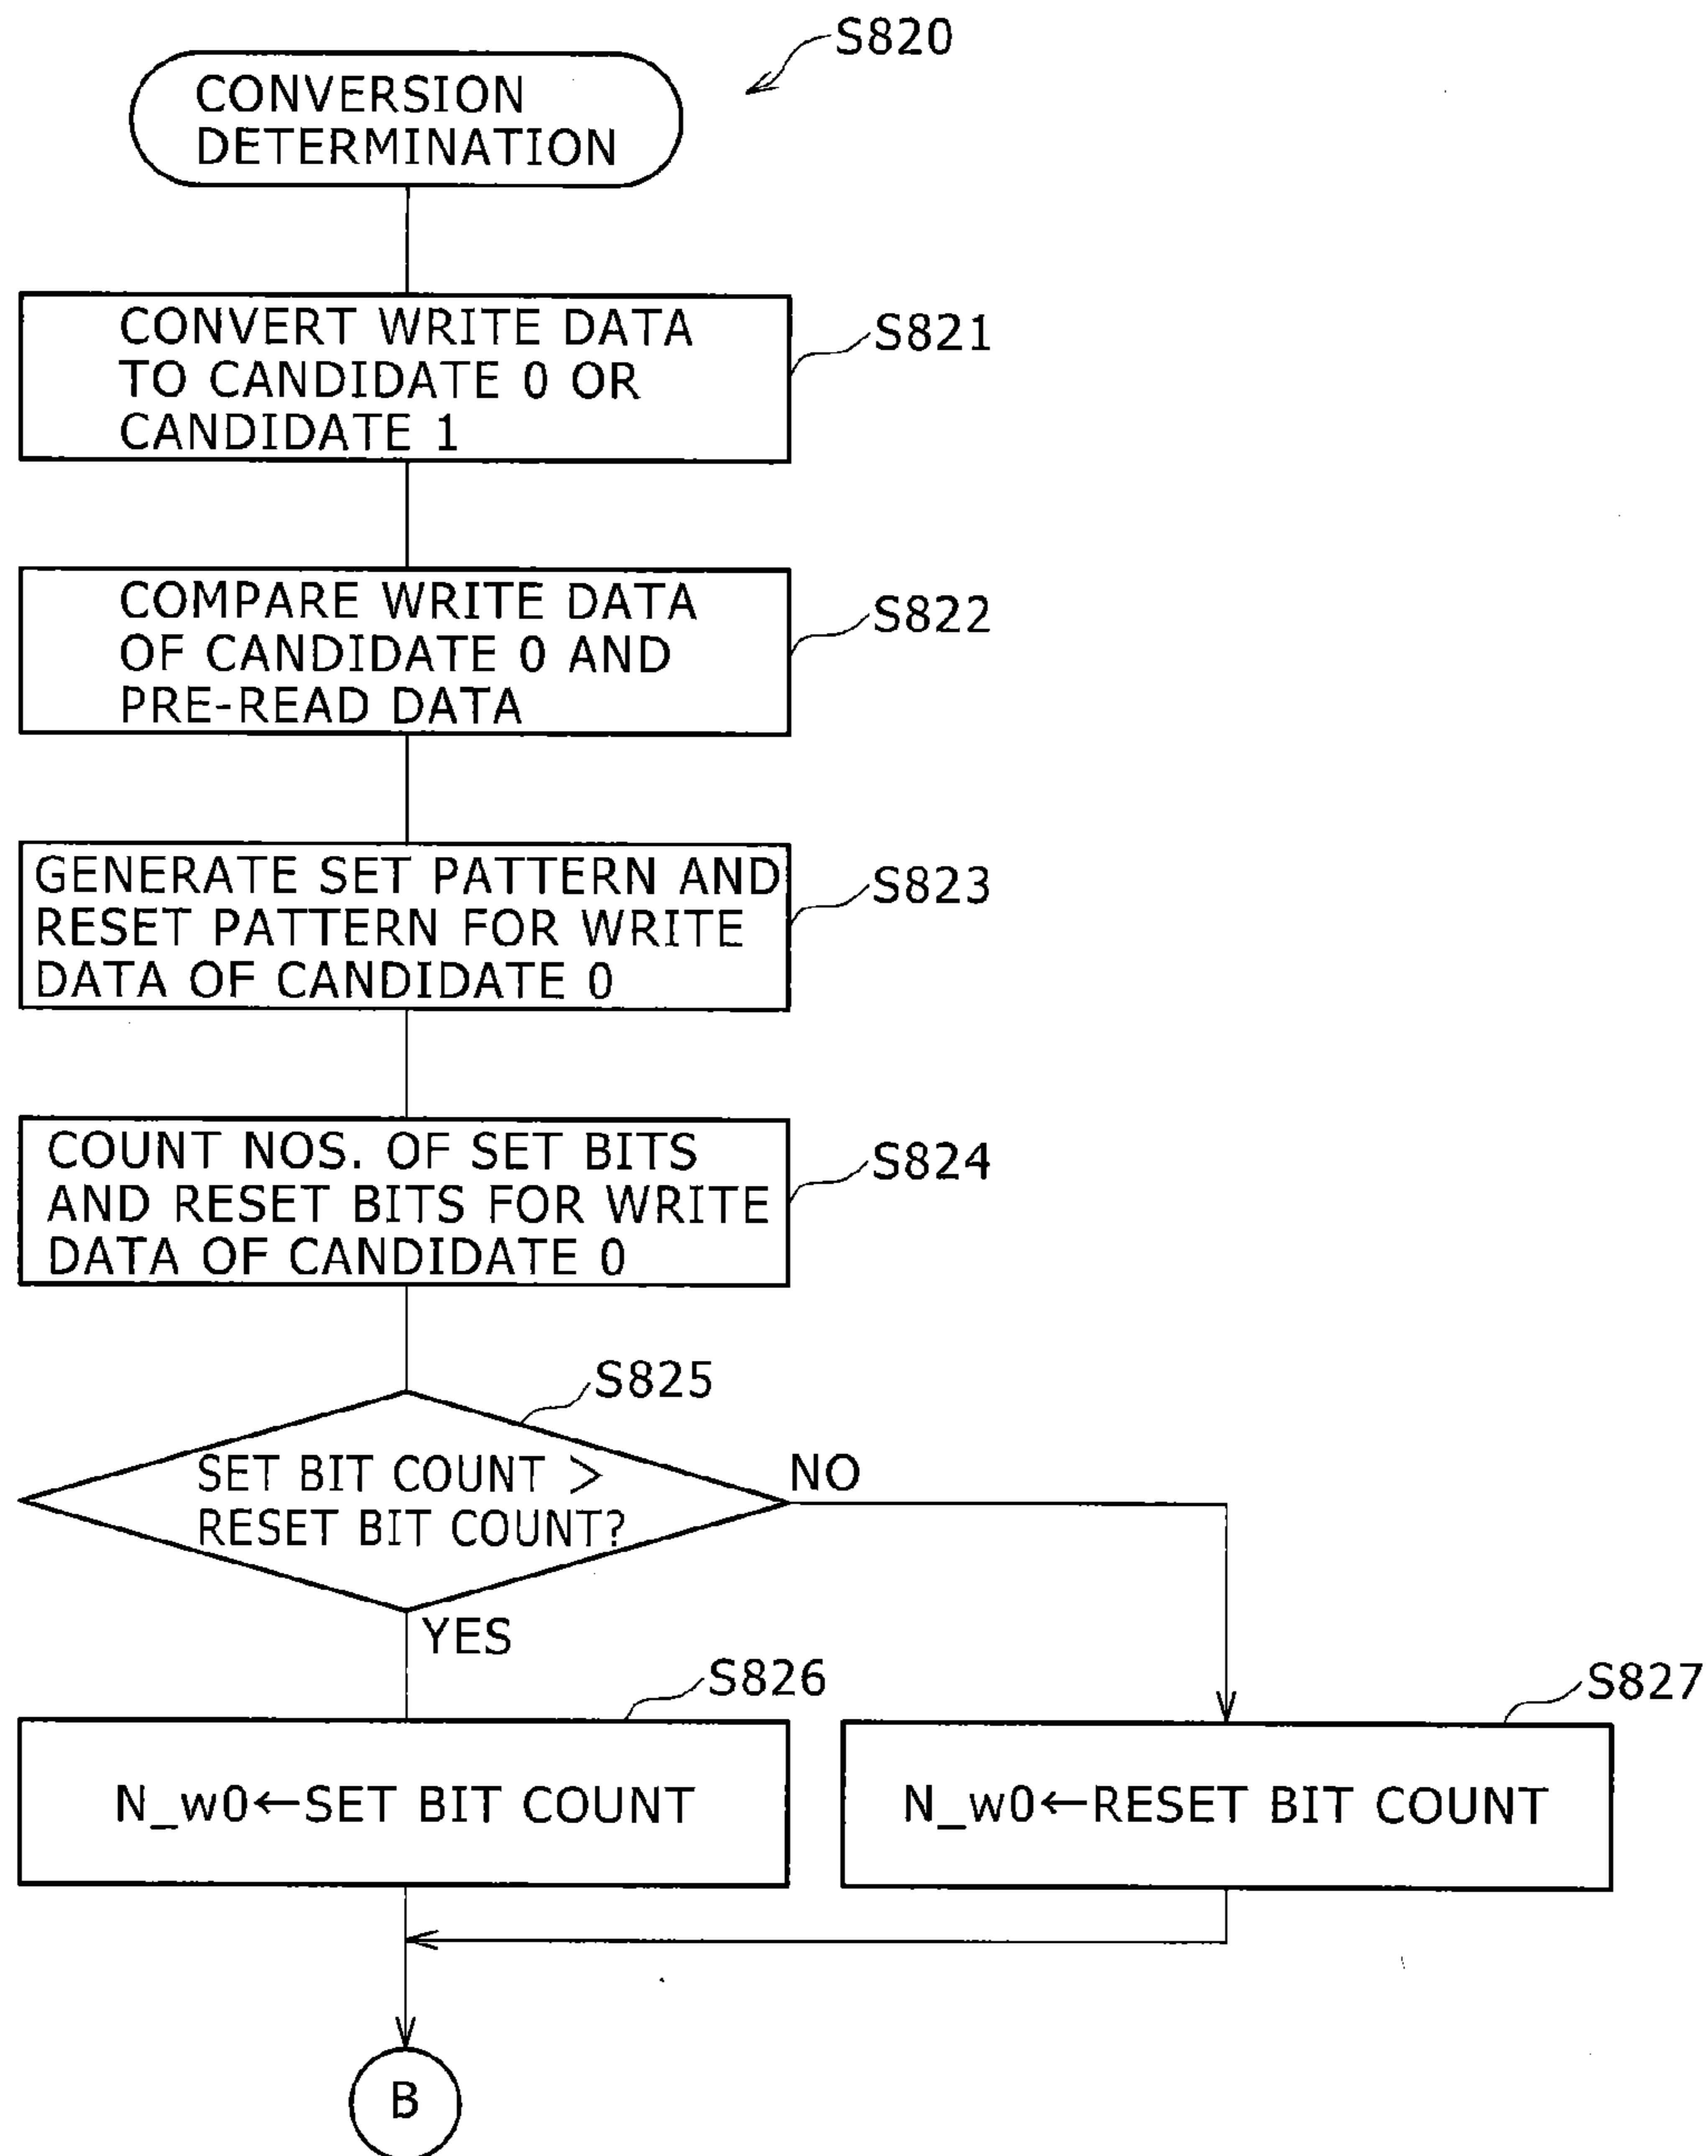 S820
CONVERSION
DETERMINATION
CONVERT WRITE DATA
TO CANDIDATE 0 OR
CANDIDATE 1
S821
COMPARE WRITE DATA
OF CANDIDATE 0 AND
PRE-READ DATA
S822
GENERATE SET PATTERN AND
RESET PATTERN FOR WRITE
DATA OF CANDIDATE 0
S823
COUNT NOS. OF SET BITS
AND RESET BITS FOR WRITE
DATA OF CANDIDATE 0
S824
S825
SET BIT COUNT >
RESET BIT COUNT?
NO
YES
S826
N_w0←SET BIT COUNT
S827
N_w0←RESET BIT COUNT
B